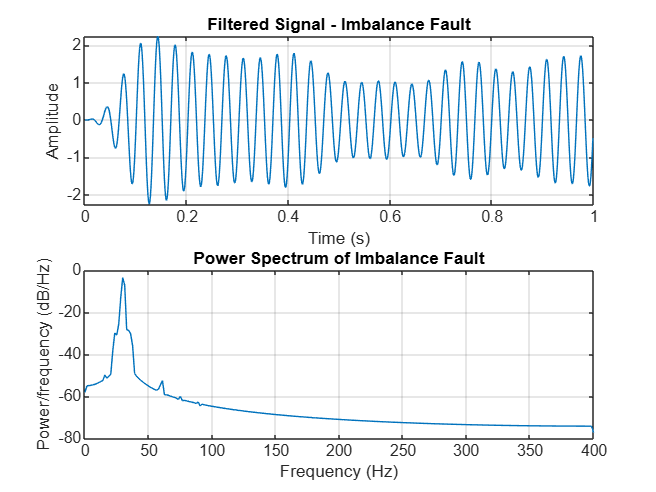 Filtered Signal - Imbalance Fault
2
1
0
-1
-2
Amplitude
0 0.2 0.4 0.6 0.8 1
Time (s)
Power Spectrum of Imbalance Fault
0
-20
-40
-60
-80
Power/frequency (dB/Hz)
0 50 100 150 200 250 300 350 400
Frequency (Hz)